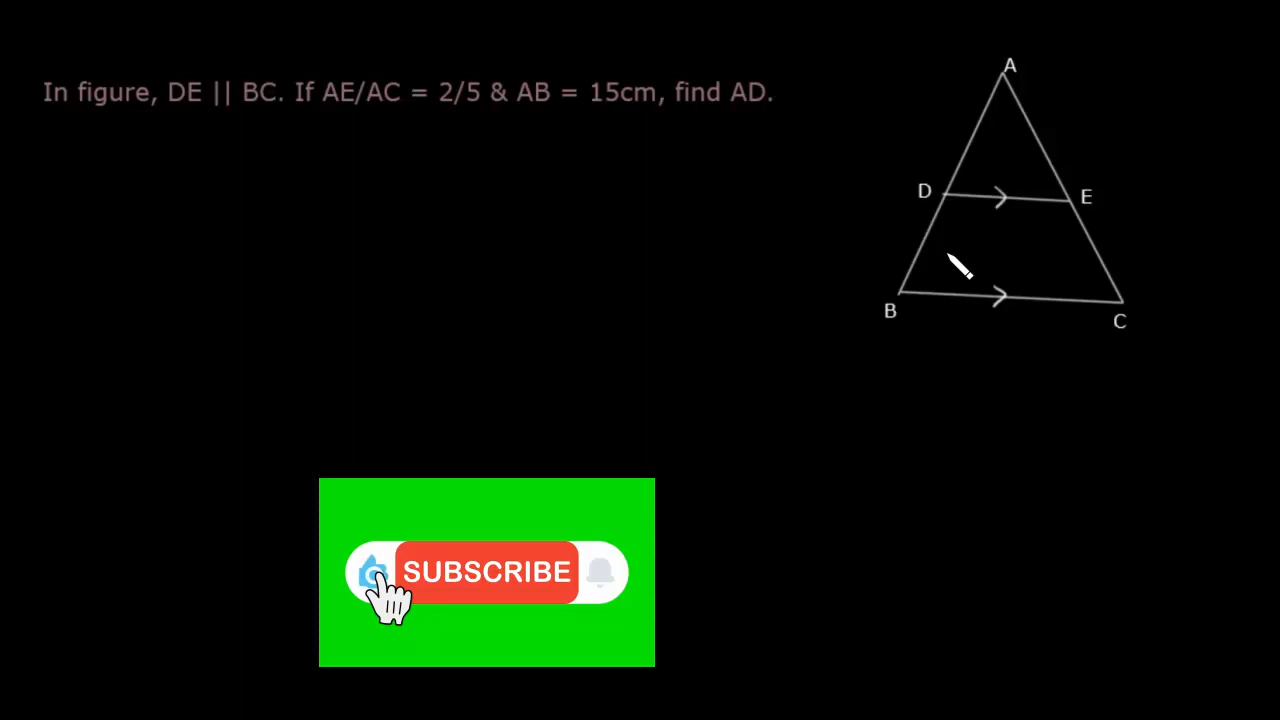 In figure, DE || BC. If AE/AC = 2/5 & AB = 15cm, find AD.
A
D
E
B
C
SUBSCRIBE